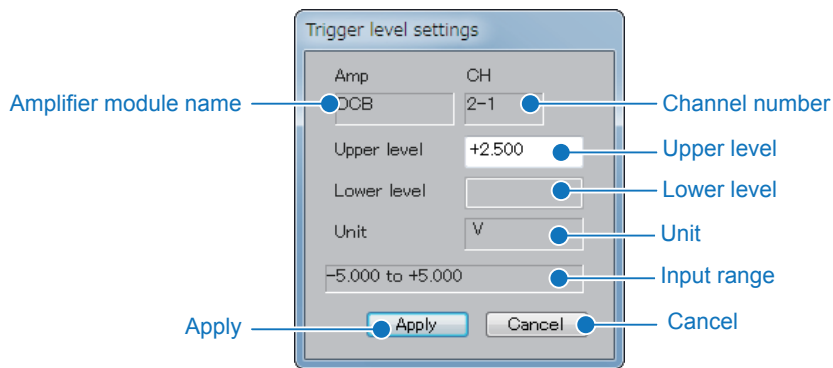 Trigger level settings
Amp CH
Amplifier module name DCB 2-1 Channel number
Upper level +2.500 Upper level
Lower level Lower level
Unit V Unit
-5.000 to +5.000 Input range
Apply Apply Cancel Cancel